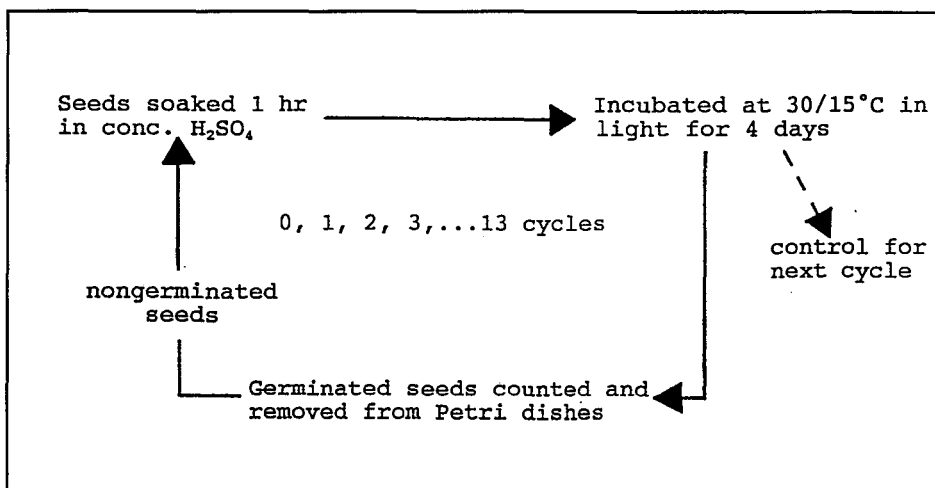 Seeds soaked 1 hr
in conc. H₂SO₄
Incubated at 30/15°C in
light for 4 days
0, 1, 2, 3,...13 cycles
control for
next cycle
nongerminated
seeds
Germinated seeds counted and
removed from Petri dishes